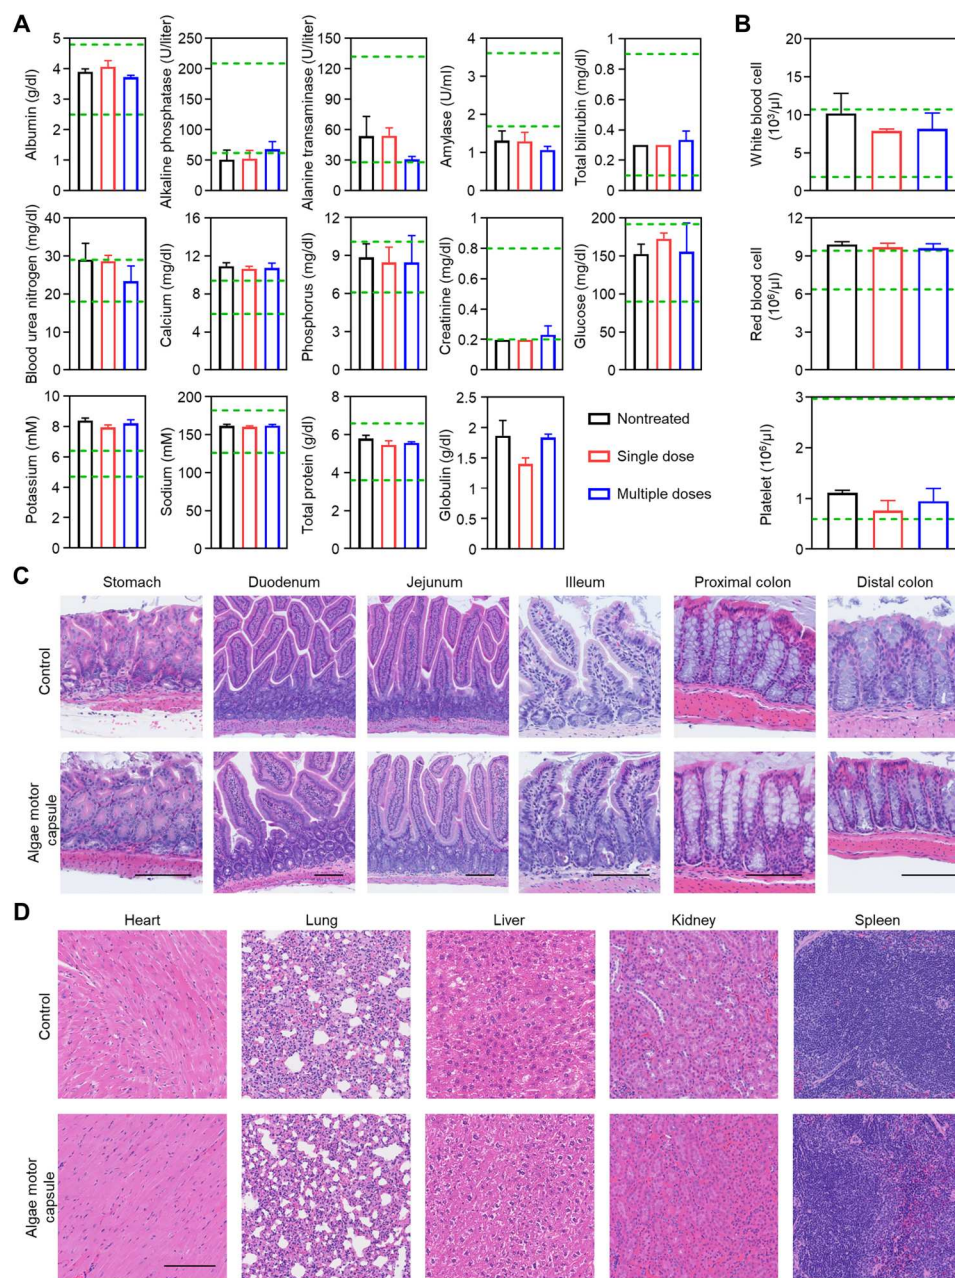 A
B
Albumin (g/dl)
5
4
3
2
1
0
Alkaline phosphatase (U/liter)
250
200
150
100
50
0
Alanine transaminase (U/liter)
150
120
90
60
30
0
Amylase (U/ml)
4
3
2
1
0
Total bilirubin (mg/dl)
1
0.8
0.6
0.4
0.2
0
White blood cell
(10³/μl)
20
15
10
5
0
Blood urea nitrogen (mg/dl)
40
30
20
10
0
Calcium (mg/dl)
16
12
8
4
0
Phosphorus (mg/dl)
12
9
6
3
0
Creatinine (mg/dl)
1
0.8
0.6
0.4
0.2
0
Glucose (mg/dl)
200
150
100
50
0
Red blood cell
(10⁶/μl)
12
9
6
3
0
Potassium (mM)
10
8
6
4
2
0
Sodium (mM)
200
150
100
50
0
Total protein (g/dl)
8
6
4
2
0
Globulin (g/dl)
2.5
2
1.5
1
0.5
0
Nontreated
Single dose
Multiple doses
Platelet (10⁶/μl)
3
2
1
0
C
Stomach Duodenum Jejunum Illeum Proximal colon Distal colon
Control
Algae motor
capsule
D
Heart Lung Liver Kidney Spleen
Control
Algae motor
capsule